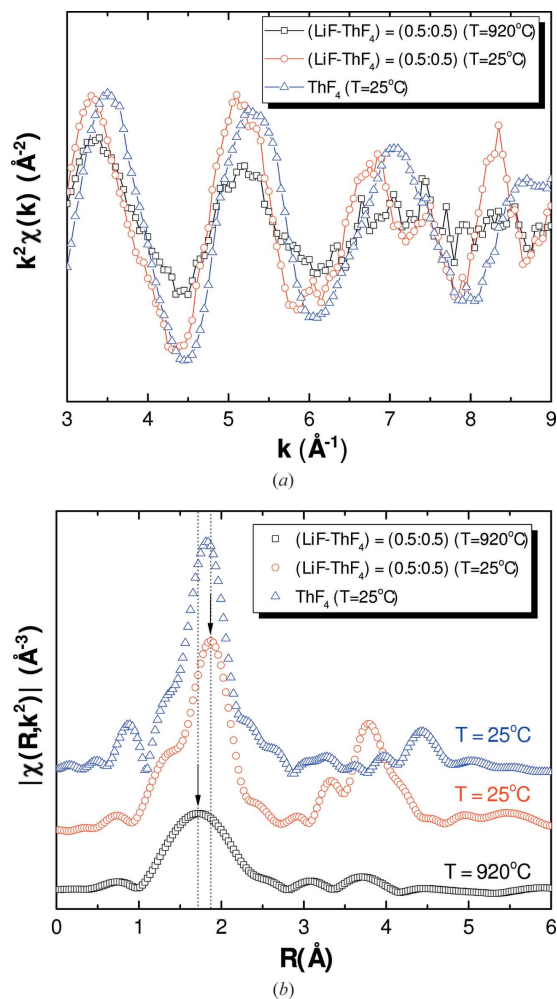 (LiF-ThF₄) = (0.5:0.5) (T=920°C)
(LiF-ThF₄) = (0.5:0.5) (T=25°C)
ThF₄ (T=25°C)
k²χ(k) (Å⁻²)
3 4 5 6 7 8 9
k (Å⁻¹)
(a)
(LiF-ThF₄) = (0.5:0.5) (T=920°C)
(LiF-ThF₄) = (0.5:0.5) (T=25°C)
ThF₄ (T=25°C)
|χ(R,k²)| (Å⁻³)
T = 25°C
T = 25°C
T = 920°C
0 1 2 3 4 5 6
R(Å)
(b)